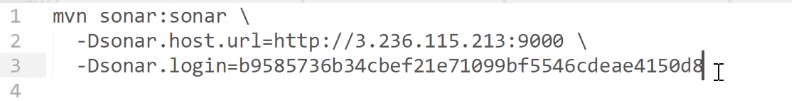 1 mvn sonar:sonar \
2 -Dsonar.host.url=http://3.236.115.213:9000 \
3 -Dsonar.login=b9585736b34cbef21e71099bf5546cdeae4150d8
4